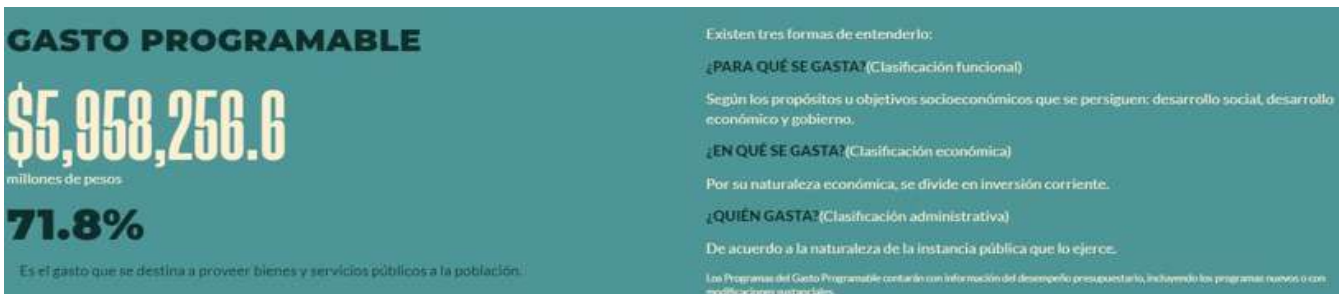 GASTO PROGRAMABLE
$5,958,256.6
millones de pesos
71.8%
Es el gasto que se destina a proveer bienes y servicios públicos a la población.
Existen tres formas de entenderlo:
¿PARA QUÉ SE GASTA?(Clasificación funcional)
Según los propósitos u objetivos socioeconómicos que se persiguen: desarrollo social, desarrollo
económico y gobierno.
¿EN QUÉ SE GASTA?(Clasificación económica)
Por su naturaleza económica, se divide en inversión corriente.
¿QUIÉN GASTA?(Clasificación administrativa)
De acuerdo a la naturaleza de la instancia pública que lo ejerce.
Los Programas del Gasto Programable contarán con información del desempeño presupuestario, incluyendo los programas nuevos o con
modificaciones sustanciales.